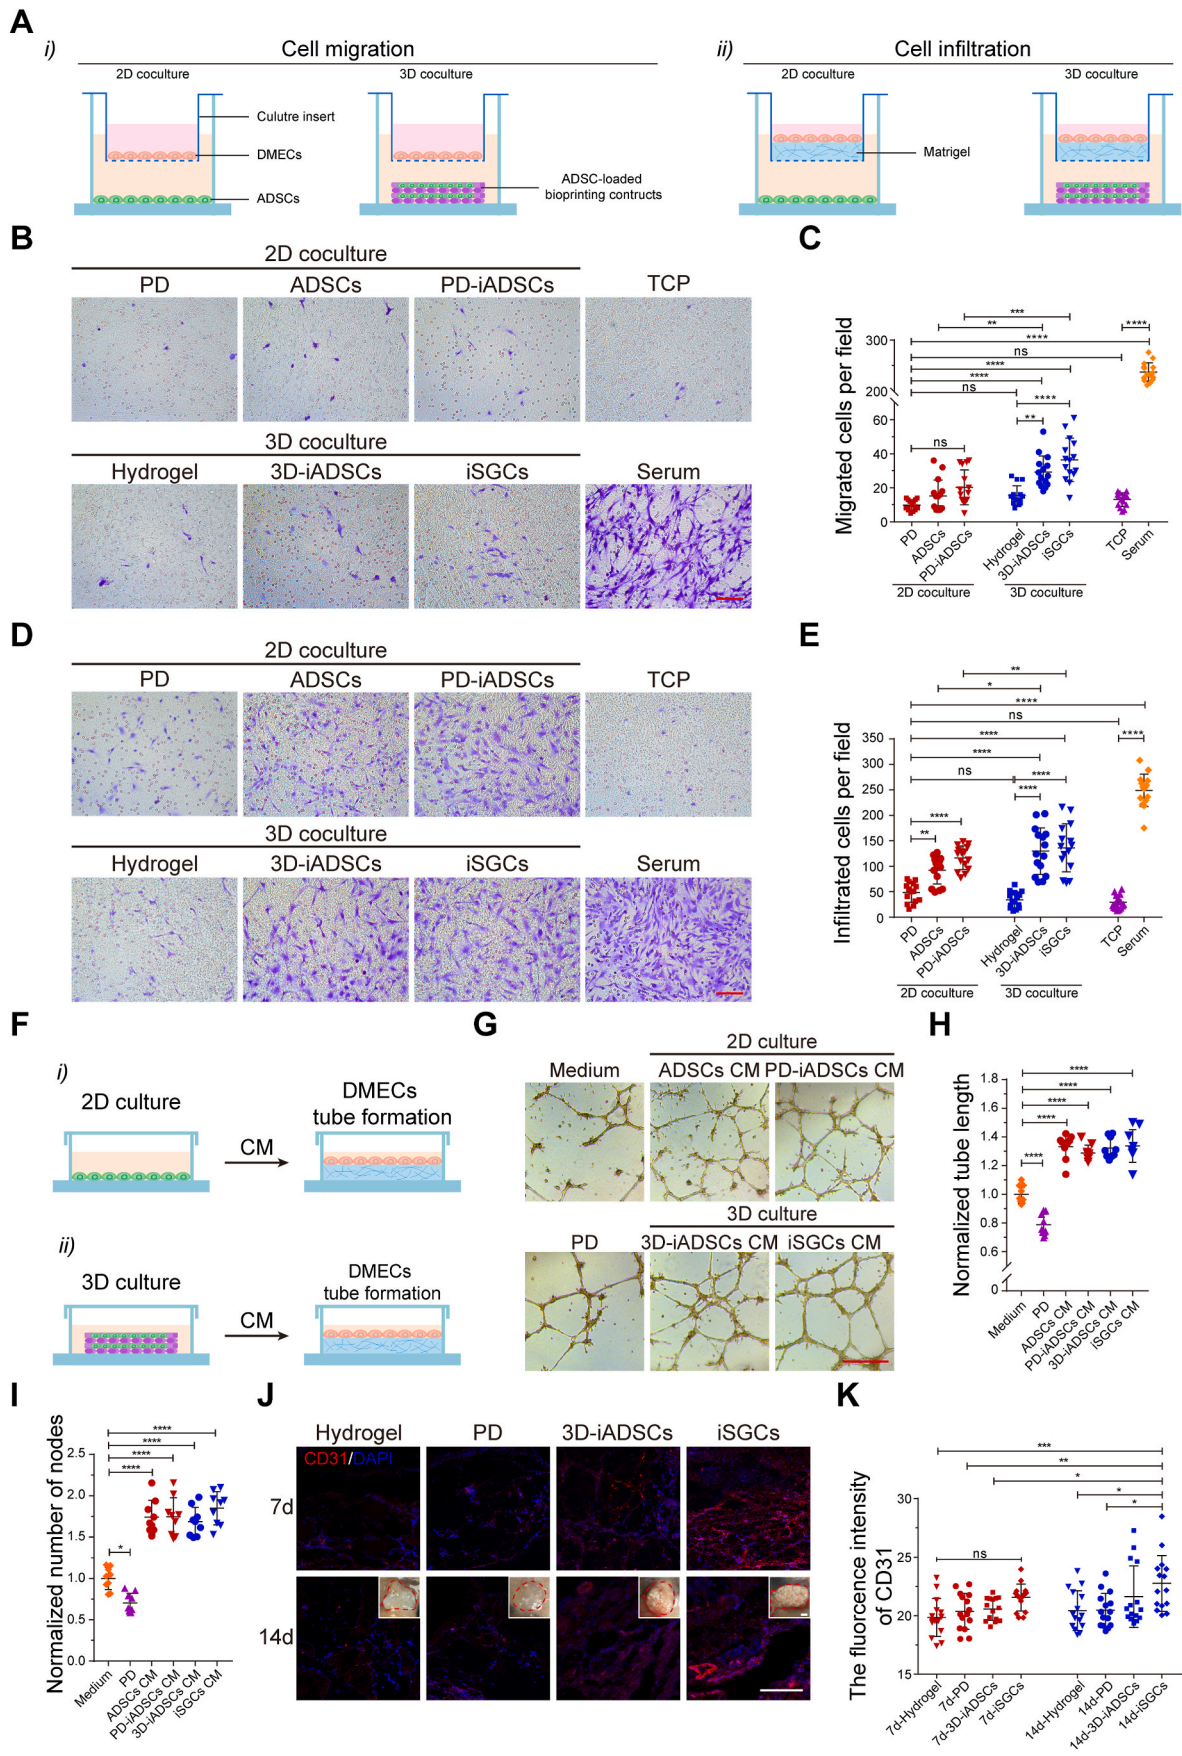 A
i) Cell migration
2D coculture
3D coculture
Culutre insert
DMECs
ADSCs
ADSC-loaded
bioprinting contructs
ii) Cell infiltration
2D coculture
3D coculture
Matrigel
B
2D coculture
PD ADSCs PD-iADSCs TCP
3D coculture
Hydrogel 3D-iADSCs iSGCs Serum
C
Migrated cells per field
300
200
60
40
20
0
***
**
****
****
ns
****
****
ns
****
**
ns
PD
ADSCs
PD-iADSCs
Hydrogel
3D-iADSCs
iSGCs
TCP
Serum
2D coculture
3D coculture
D
2D coculture
PD ADSCs PD-iADSCs TCP
3D coculture
Hydrogel 3D-iADSCs iSGCs Serum
E
Infiltrated cells per field
350
300
250
200
150
100
50
0
**
*
****
ns
****
****
****
ns
****
****
****
**
PD
ADSCs
PD-iADSCs
Hydrogel
3D-iADSCs
iSGCs
TCP
Serum
2D coculture
3D coculture
F
i)
2D culture
CM
DMECs
tube formation
ii)
3D culture
CM
DMECs
tube formation
G
2D culture
Medium ADSCs CM PD-iADSCs CM
3D culture
PD 3D-iADSCs CM iSGCs CM
H
Normalized tube length
1.8
1.6
1.4
1.2
1.0
0.8
0.6
0
****
****
****
****
****
Medium
PD
ADSCs CM
PD-iADSCs CM
3D-iADSCs CM
iSGCs CM
I
Normalized number of nodes
2.5
2.0
1.5
1.0
0.5
0.0
****
****
****
****
*
Medium
PD
ADSCs CM
PD-iADSCs CM
3D-iADSCs CM
iSGCs CM
J
Hydrogel PD 3D-iADSCs iSGCs
CD31/DAPI
7d
14d
K
The fluorcence intensity
of CD31
30
25
20
15
***
**
*
*
*
ns
7d-Hydrogel
7d-PD
7d-3D-iADSCs
7d-iSGCs
14d-Hydrogel
14d-PD
14d-3D-iADSCs
14d-iSGCs